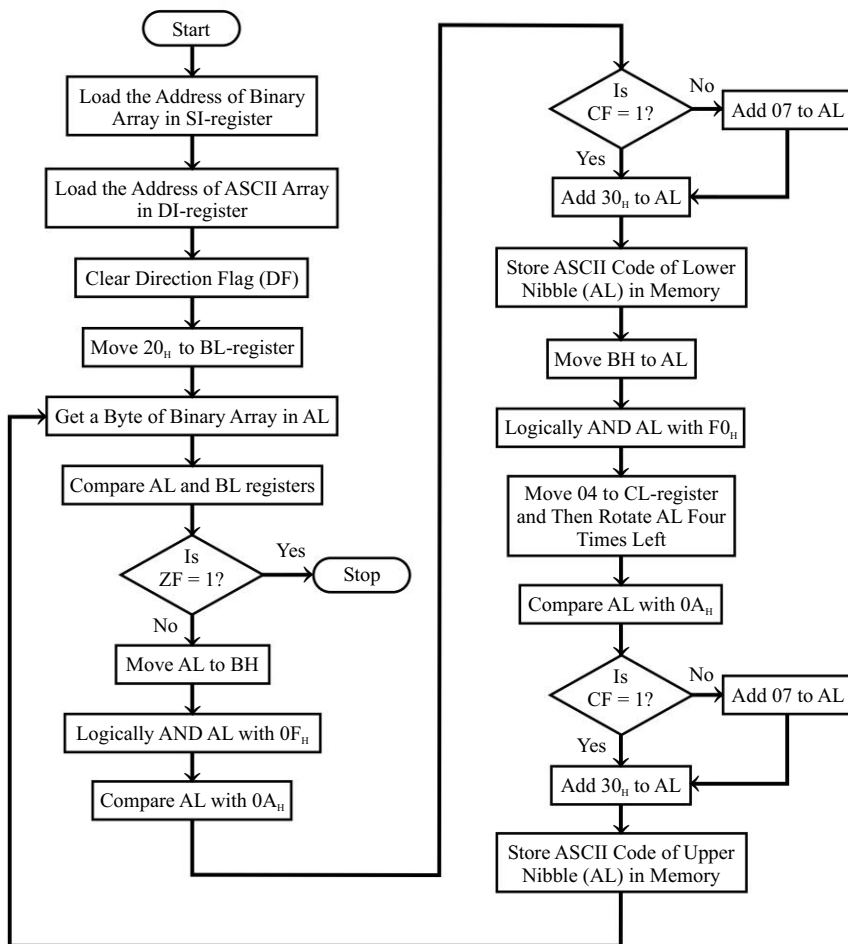 Start
Load the Address of Binary
Array in SI-register
Load the Address of ASCII Array
in DI-register
Clear Direction Flag (DF)
Move 20H to BL-register
Get a Byte of Binary Array in AL
Compare AL and BL registers
Is
ZF = 1?
Yes
Stop
No
Move AL to BH
Logically AND AL with 0FH
Compare AL with 0AH
Is
CF = 1?
No
Add 07 to AL
Yes
Add 30H to AL
Store ASCII Code of Lower
Nibble (AL) in Memory
Move BH to AL
Logically AND AL with F0H
Move 04 to CL-register
and Then Rotate AL Four
Times Left
Compare AL with 0AH
Is
CF = 1?
No
Add 07 to AL
Yes
Add 30H to AL
Store ASCII Code of Upper
Nibble (AL) in Memory